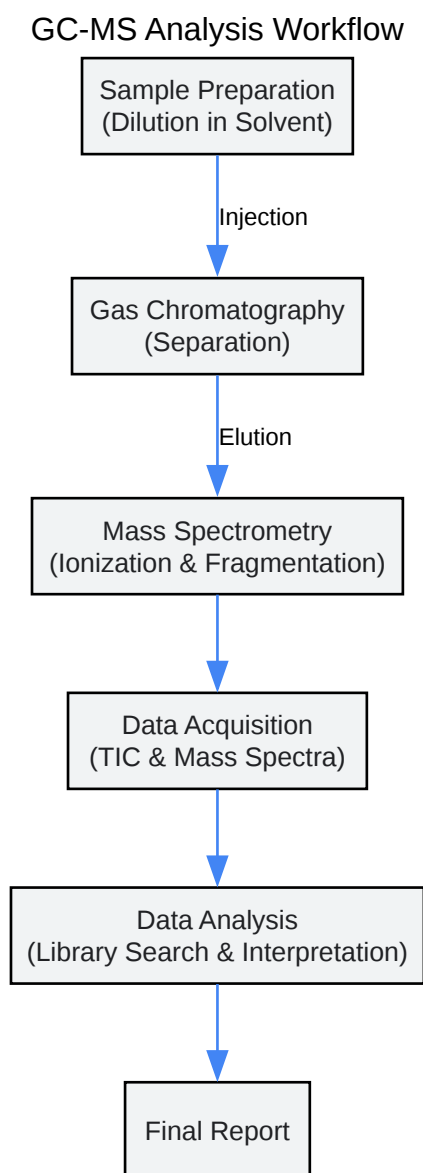 GC-MS Analysis Workflow
Sample Preparation
(Dilution in Solvent)
Injection
Gas Chromatography
(Separation)
Elution
Mass Spectrometry
(Ionization & Fragmentation)
Data Acquisition
(TIC & Mass Spectra)
Data Analysis
(Library Search & Interpretation)
Final Report